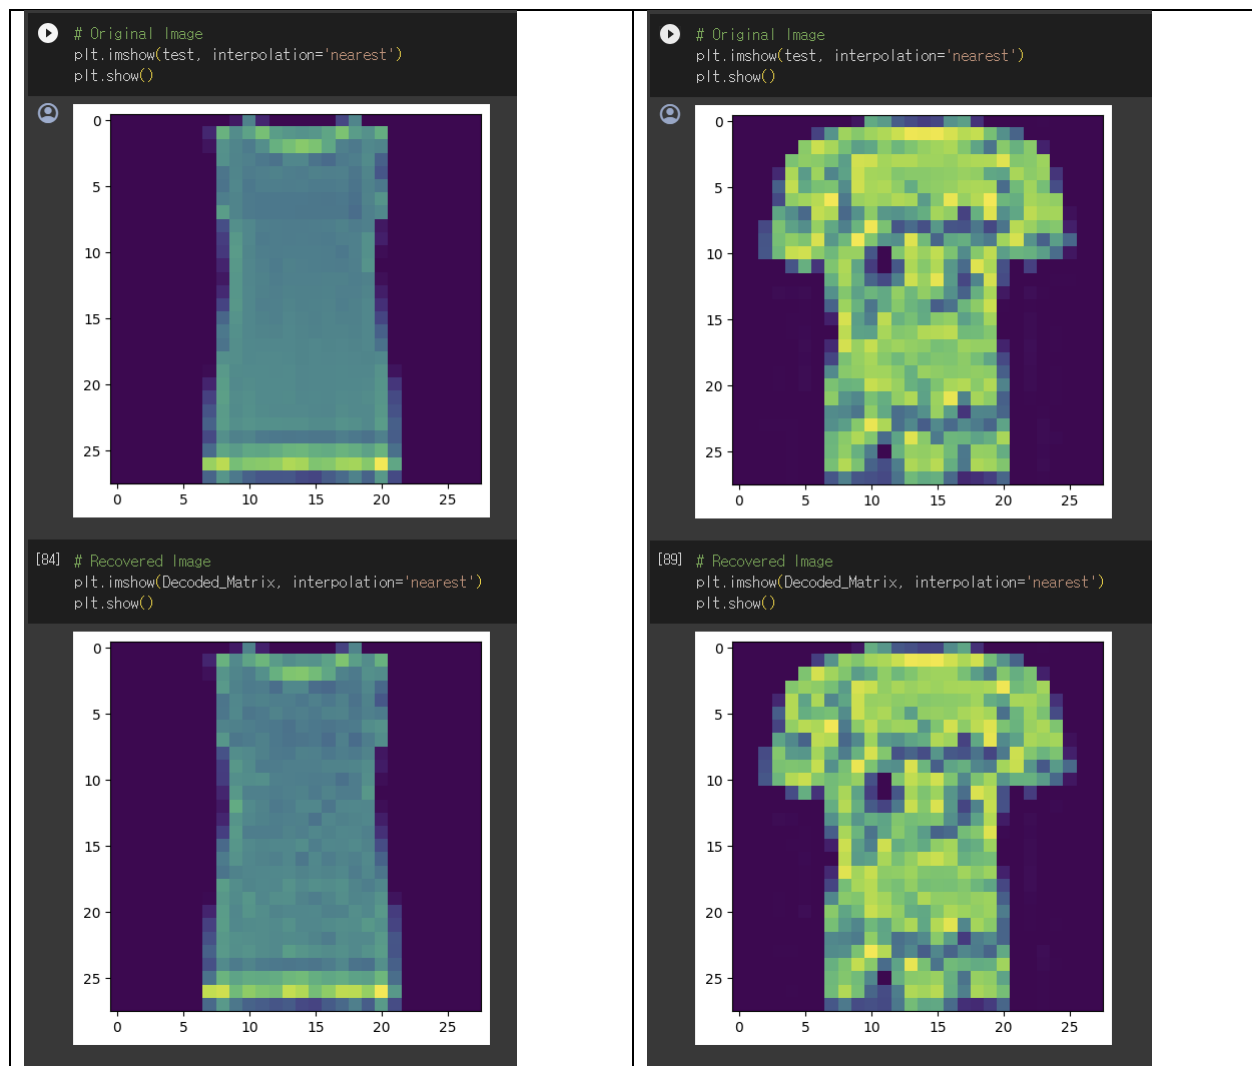 # Original Image
plt.imshow(test, interpolation='nearest')
plt.show()
0
5
10
15
20
25
0 5 10 15 20 25
[84] # Recovered Image
plt.imshow(Decoded_Matrix, interpolation='nearest')
plt.show()
0
5
10
15
20
25
0 5 10 15 20 25
# Original Image
plt.imshow(test, interpolation='nearest')
plt.show()
0
5
10
15
20
25
0 5 10 15 20 25
[89] # Recovered Image
plt.imshow(Decoded_Matrix, interpolation='nearest')
plt.show()
0
5
10
15
20
25
0 5 10 15 20 25